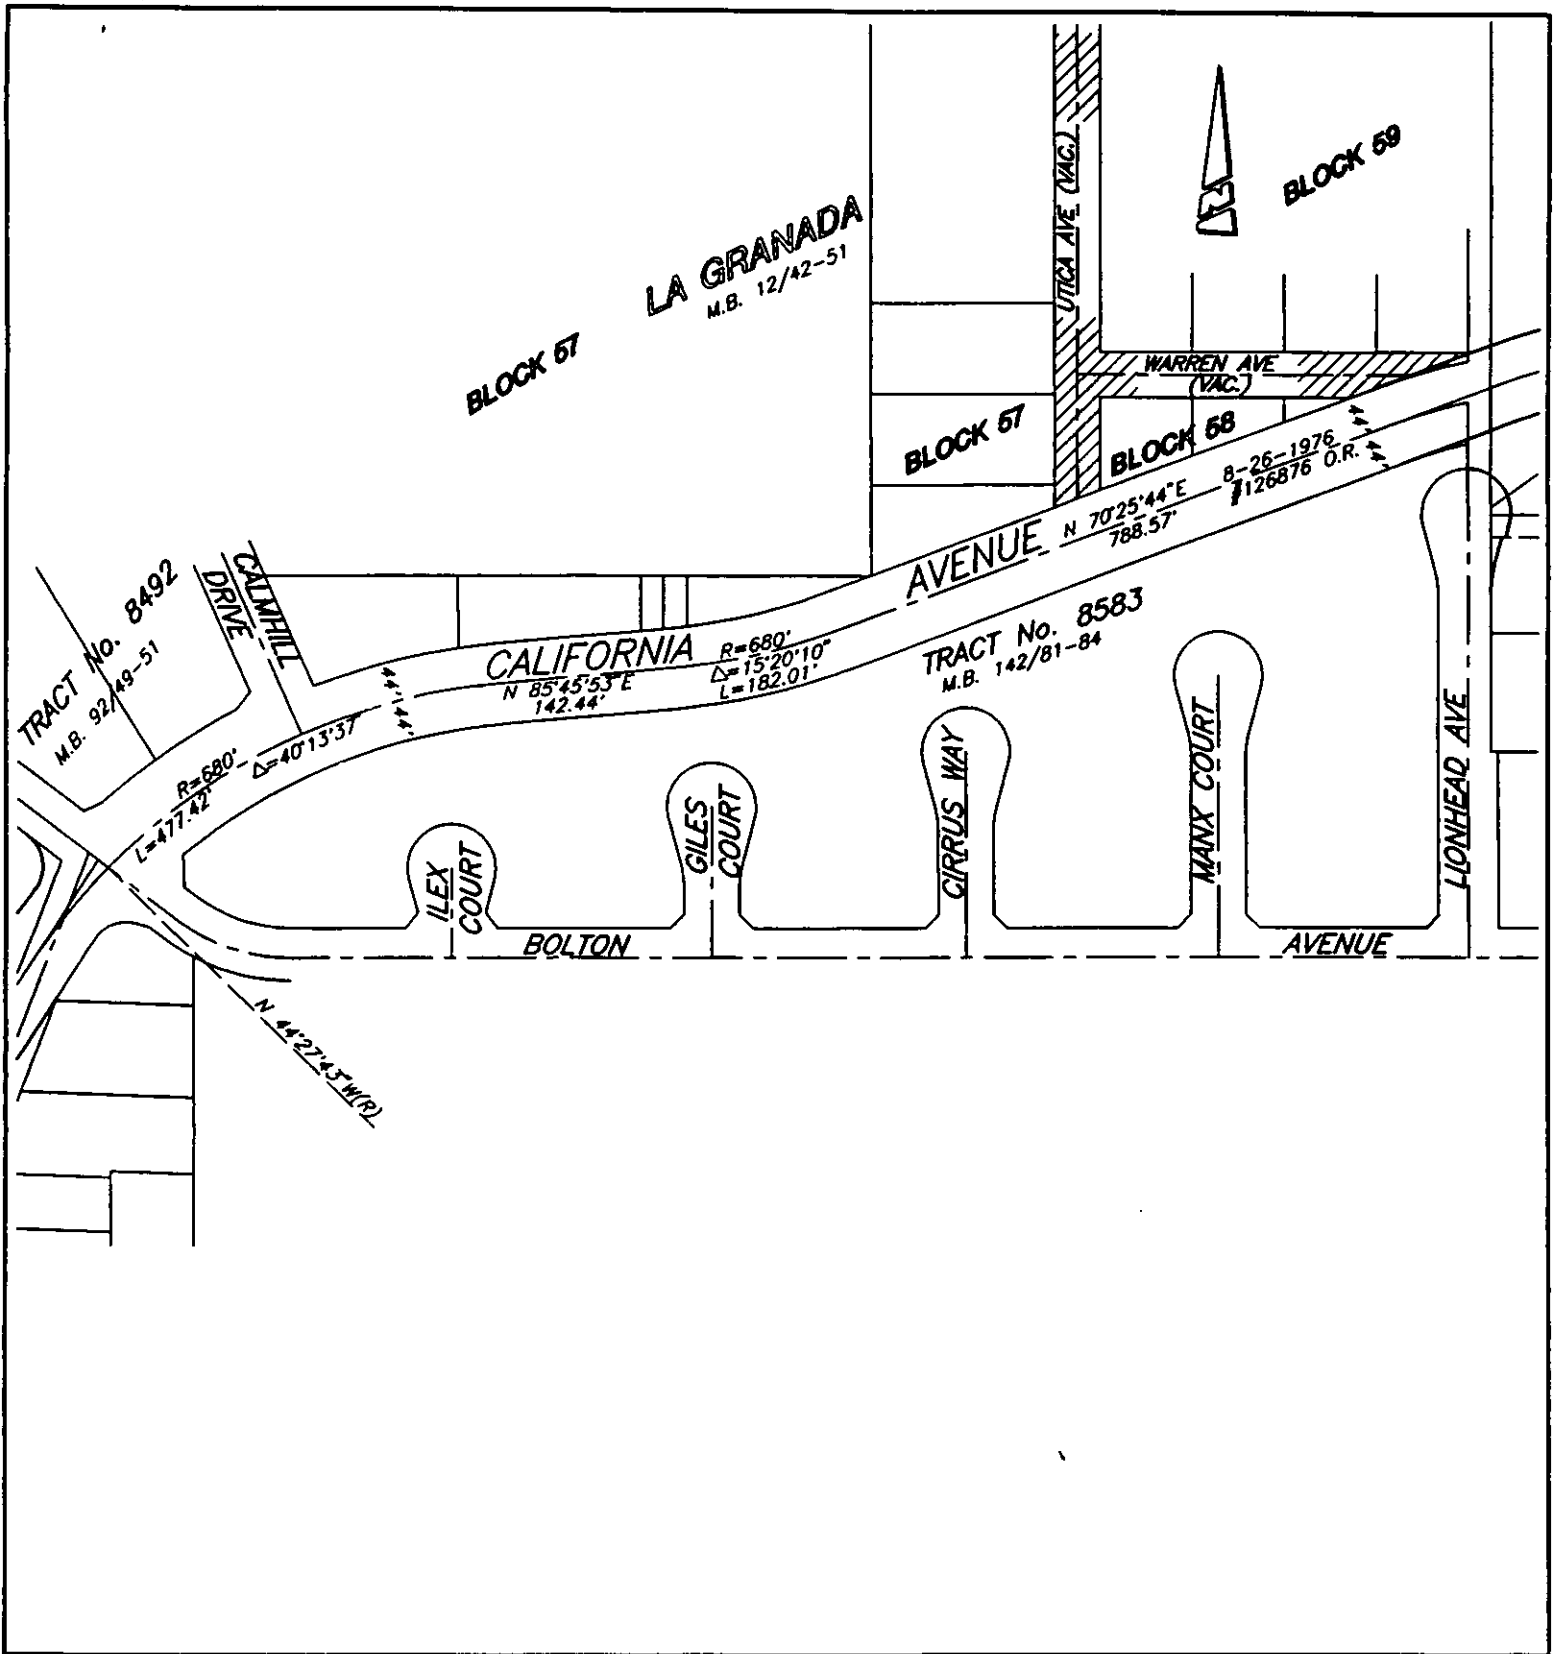 UTICA AVE (VAC.)
BLOCK 59
LA GRANADA
M.B. 12/42-51
BLOCK 57
WARREN AVE
(VAC.)
BLOCK 57
BLOCK 58
44' 44'
8-26-1976
#126876 O.R.
N 70°25'44" E
788.57'
AVENUE
TRACT No. 8492
M.B. 92/49-51
CALMHILL
DRIVE
CALIFORNIA
N 85°45'53" E
142.44'
R=680'
Δ=15°20'10"
L=182.01'
TRACT No. 8583
M.B. 142/81-84
44' 44'
R=680'
Δ=40°13'37"
L=477.42'
ILEX
COURT
GILES
COURT
CIRRUS WAY
MANX COURT
LIONHEAD AVE
BOLTON
AVENUE
N 44°27'43" W(R)